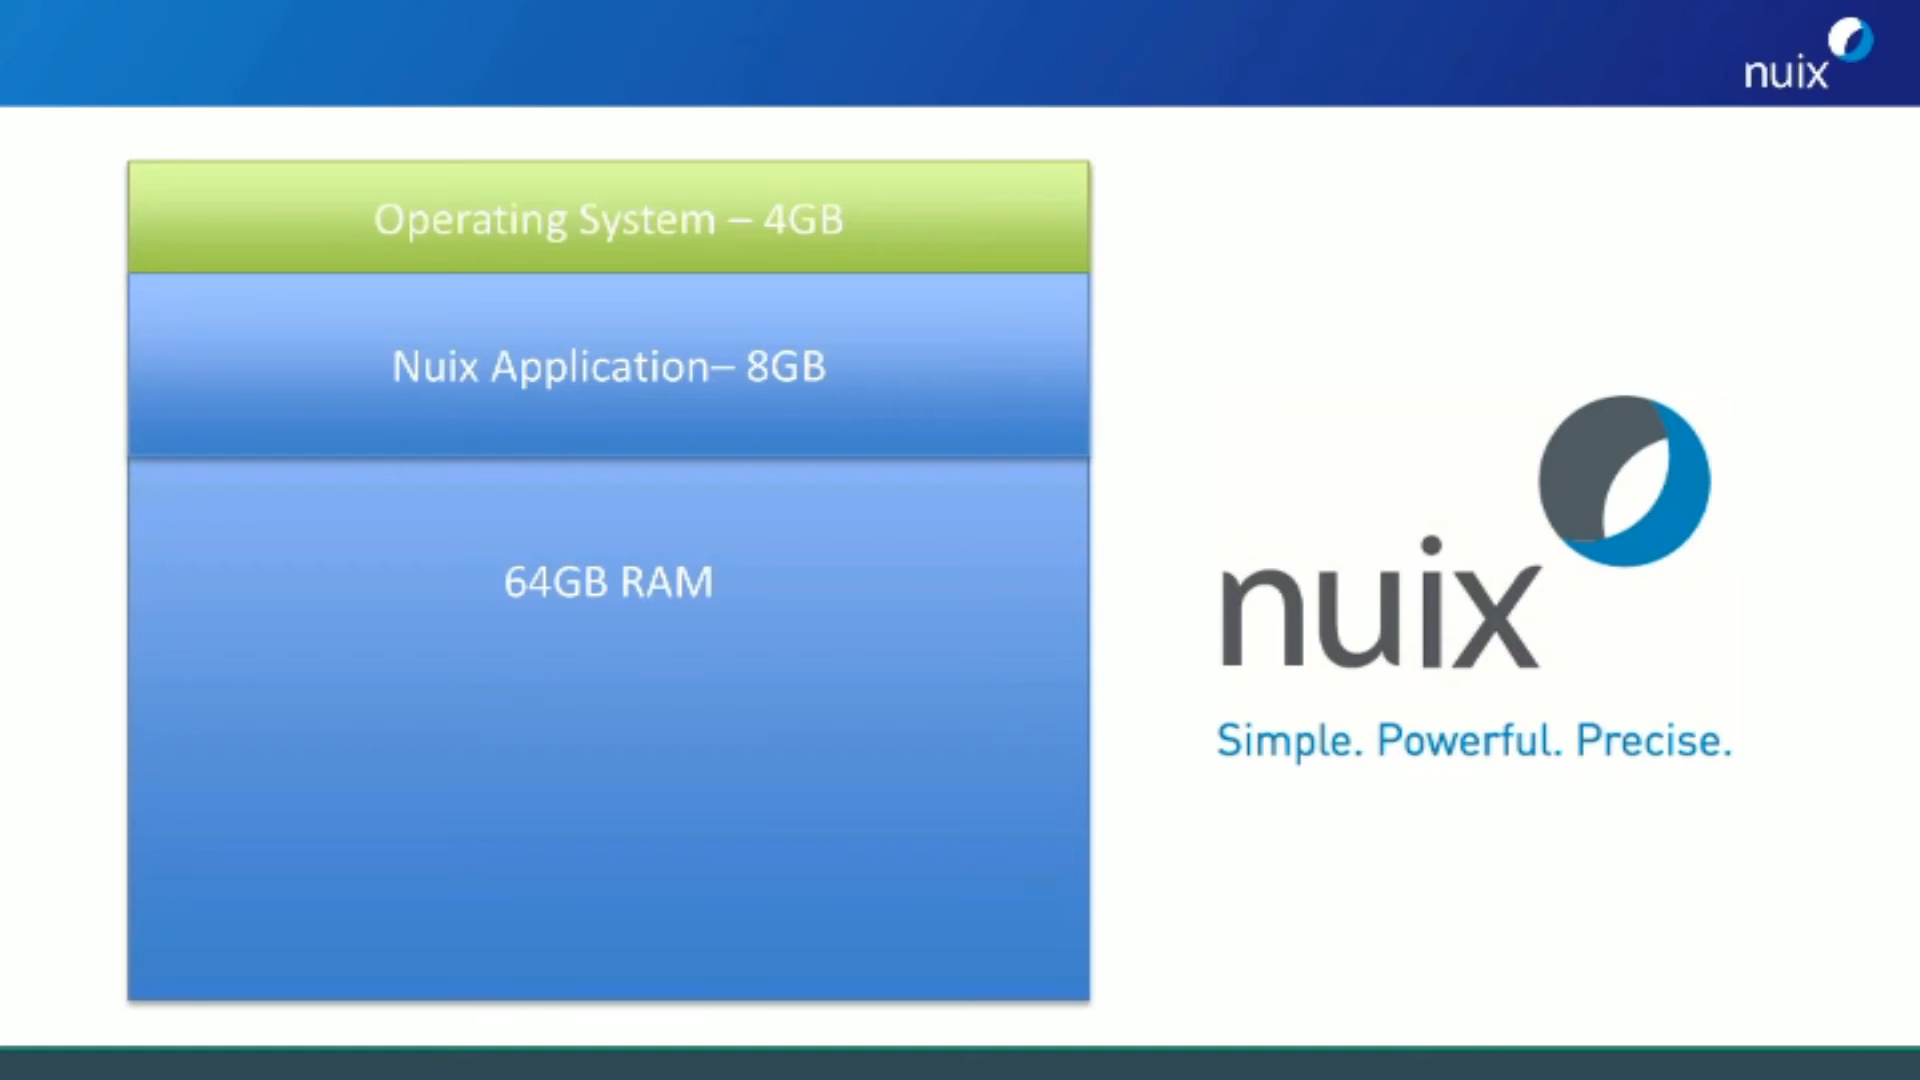 nuix
Operating System – 4GB
Nuix Application– 8GB
64GB RAM
nuix
Simple. Powerful. Precise.